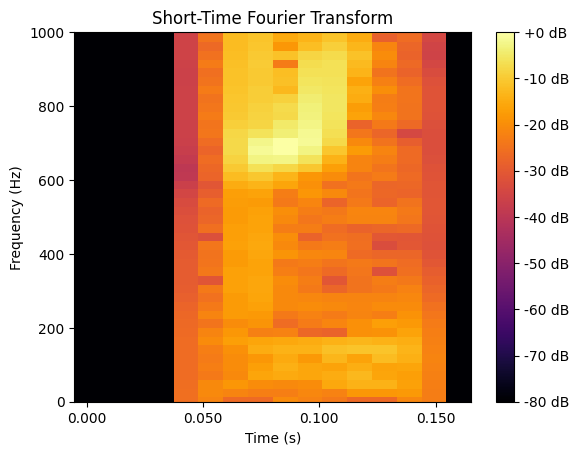 Short-Time Fourier Transform
1000
800
600
400
200
0
Frequency (Hz)
0.000
0.050
0.100
0.150
Time (s)
+0 dB
-10 dB
-20 dB
-30 dB
-40 dB
-50 dB
-60 dB
-70 dB
-80 dB